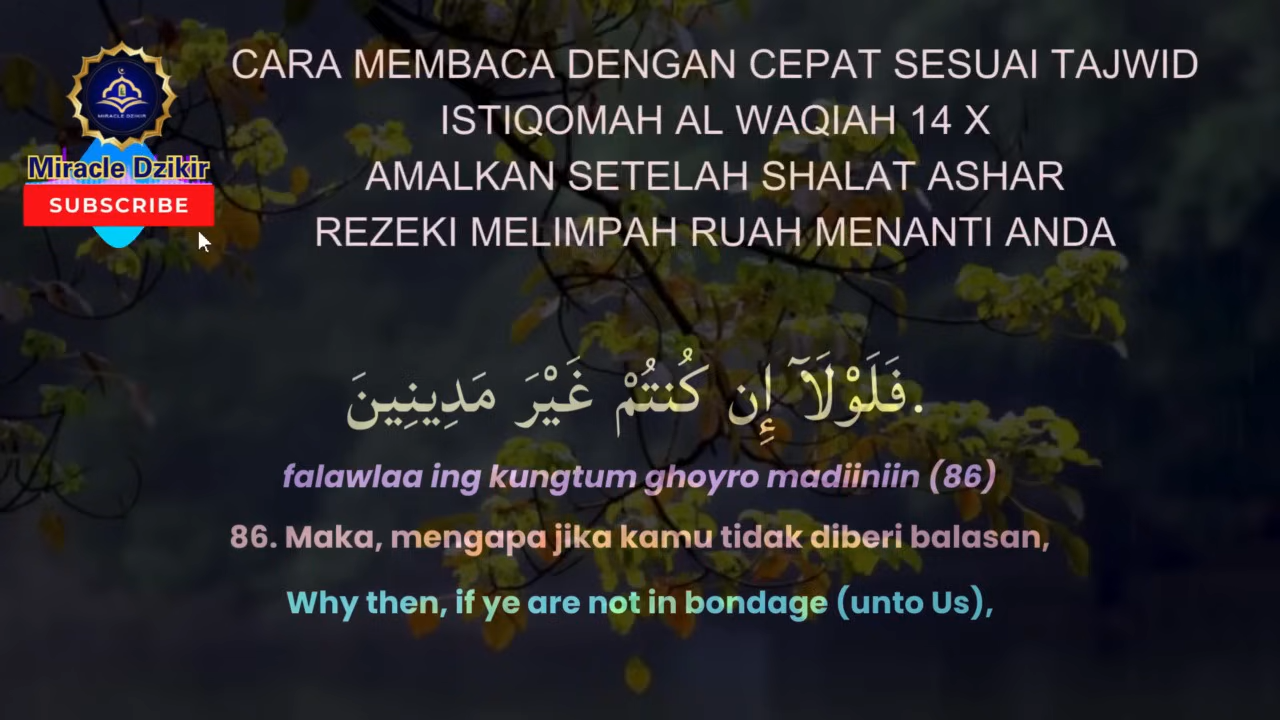 CARA MEMBACA DENGAN CEPAT SESUAI TAJWID
ISTIQOMAH AL WAQIAH 14 X
AMALKAN SETELAH SHALAT ASHAR
REZEKI MELIMPAH RUAH MENANTI ANDA
MIRACLE DZIKIR
Miracle Dzikir
SUBSCRIBE
فَلَوْلَآ إِن كُنتُمْ غَيْرَ مَدِينِينَ.
falawlaa ing kungtum ghoyro madiiniin (86)
86. Maka, mengapa jika kamu tidak diberi balasan,
Why then, if ye are not in bondage (unto Us),